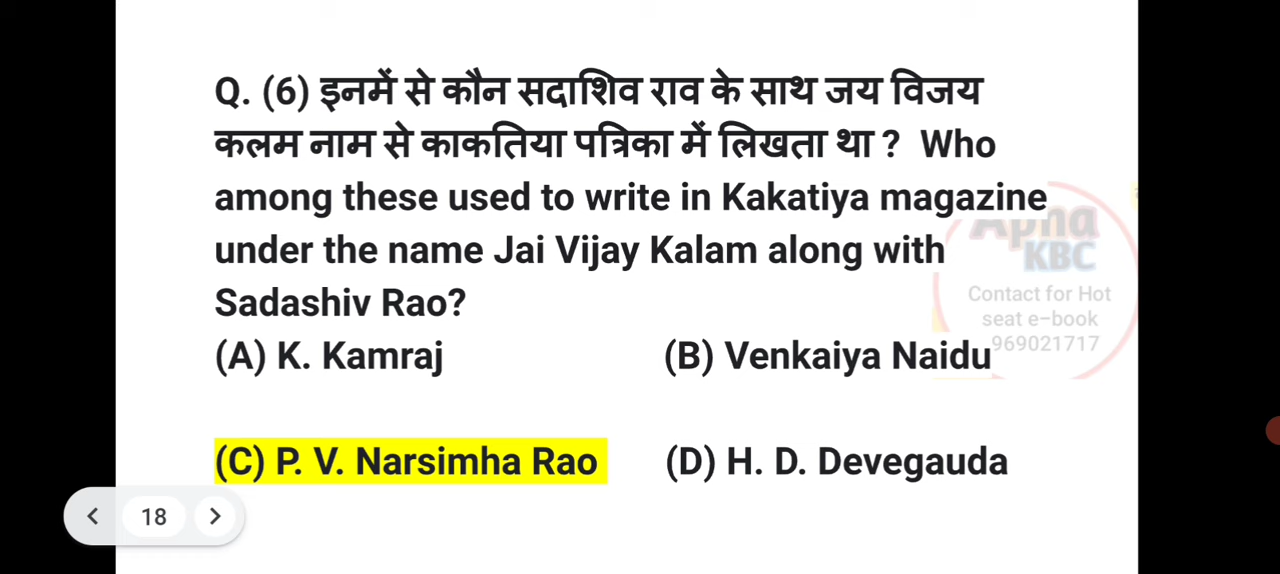 Q. (6) इनमें से कौन सदाशिव राव के साथ जय विजय
कलम नाम से काकतिया पत्रिका में लिखता था ? Who
among these used to write in Kakatiya magazine
under the name Jai Vijay Kalam along with
Sadashiv Rao?
(A) K. Kamraj (B) Venkaiya Naidu
(C) P. V. Narsimha Rao (D) H. D. Devegauda
Apna
KBC
Contact for Hot
seat e-book
969021717
18